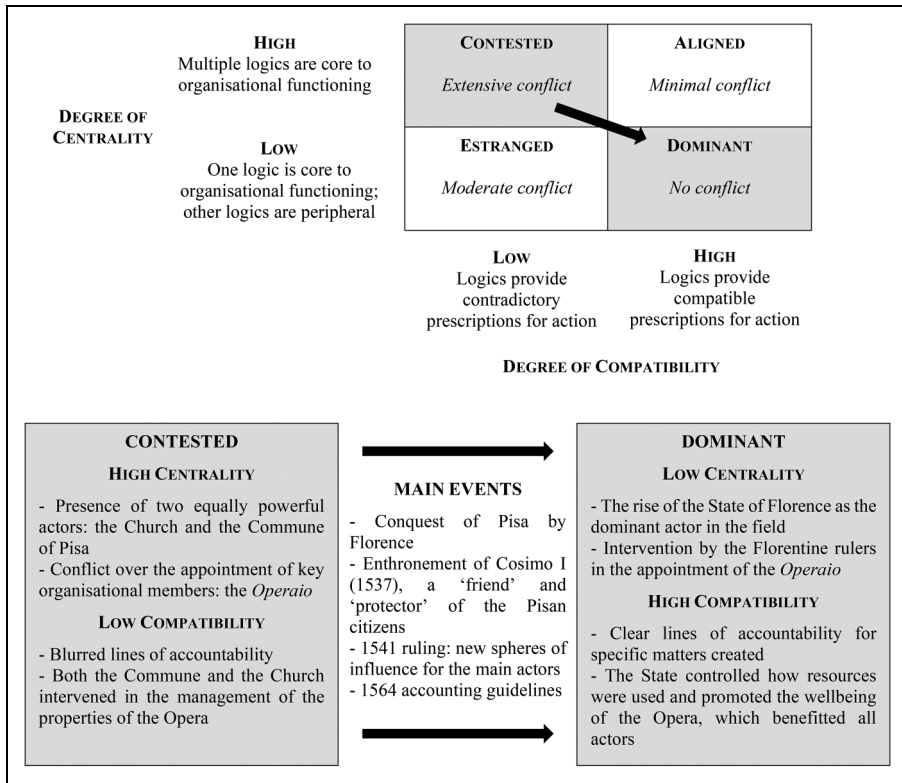 HIGH
Multiple logics are core to
organisational functioning
DEGREE OF
CENTRALITY
LOW
One logic is core to
organisational functioning;
other logics are peripheral
CONTESTED
Extensive conflict
ALIGNED
Minimal conflict
ESTRANGED
Moderate conflict
DOMINANT
No conflict
LOW
Logics provide
contradictory
prescriptions for action
HIGH
Logics provide
compatible
prescriptions for action
DEGREE OF COMPATIBILITY
CONTESTED
HIGH CENTRALITY
- Presence of two equally powerful
actors: the Church and the Commune
of Pisa
- Conflict over the appointment of key
organisational members: the Operaio
LOW COMPATIBILITY
- Blurred lines of accountability
- Both the Commune and the Church
intervened in the management of the
properties of the Opera
MAIN EVENTS
- Conquest of Pisa by
Florence
- Enthronement of Cosimo I
(1537), a ‘friend’ and
‘protector’ of the Pisan
citizens
- 1541 ruling: new spheres of
influence for the main actors
- 1564 accounting guidelines
DOMINANT
LOW CENTRALITY
- The rise of the State of Florence as the
dominant actor in the field
- Intervention by the Florentine rulers
in the appointment of the Operaio
HIGH COMPATIBILITY
- Clear lines of accountability for
specific matters created
- The State controlled how resources
were used and promoted the wellbeing
of the Opera, which benefitted all
actors